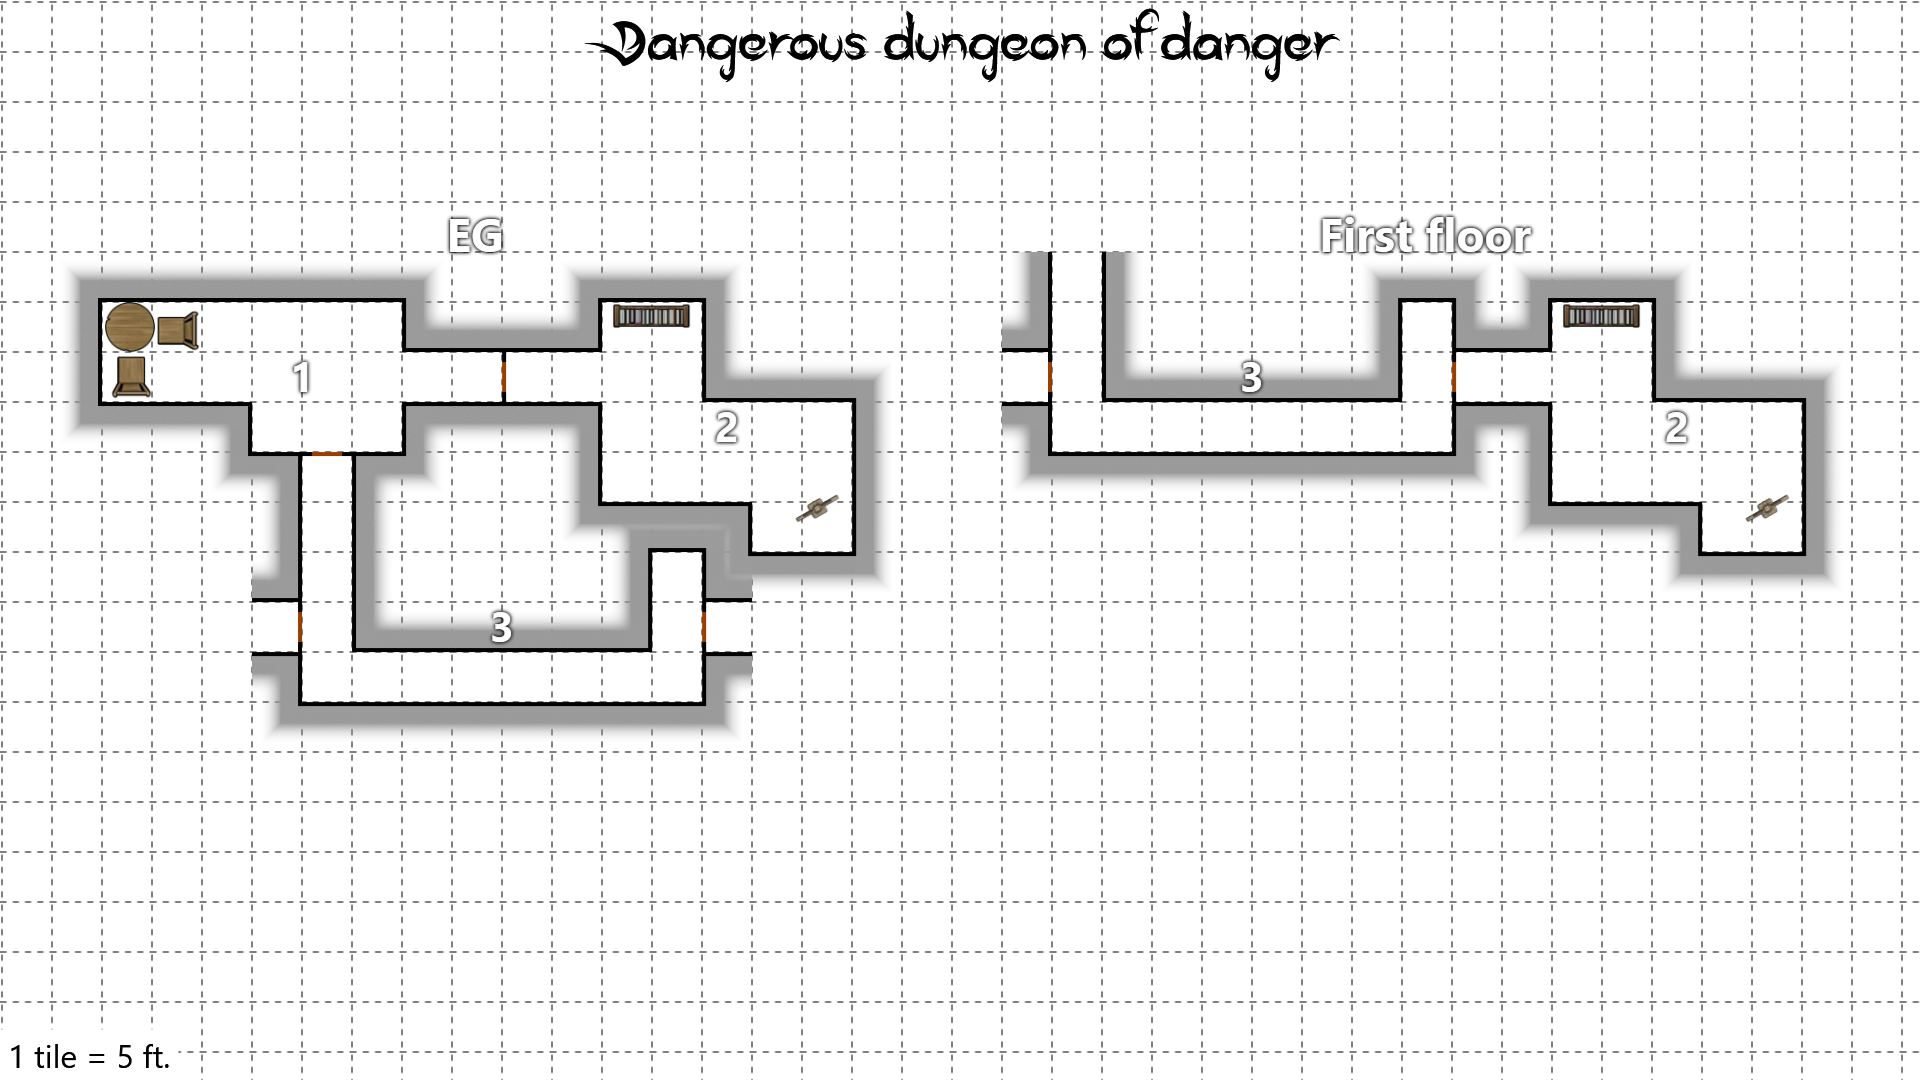 Dangerous dungeon of danger
EG
First floor
1
2
3
3
2
1 tile = 5 ft.